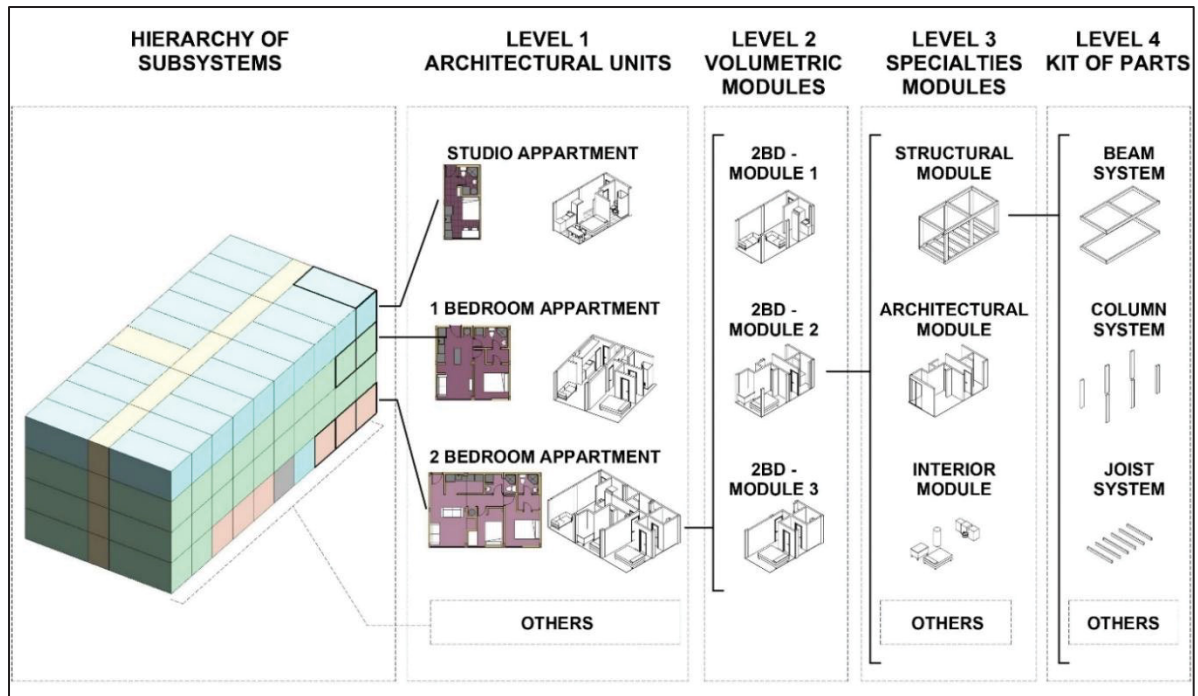 HIERARCHY OF
SUBSYSTEMS
LEVEL 1
ARCHITECTURAL UNITS
LEVEL 2
VOLUMETRIC
MODULES
LEVEL 3
SPECIALTIES
MODULES
LEVEL 4
KIT OF PARTS
STUDIO APPARTMENT
1 BEDROOM APPARTMENT
2 BEDROOM APPARTMENT
OTHERS
2BD -
MODULE 1
2BD -
MODULE 2
2BD -
MODULE 3
STRUCTURAL
MODULE
ARCHITECTURAL
MODULE
INTERIOR
MODULE
OTHERS
BEAM
SYSTEM
COLUMN
SYSTEM
JOIST
SYSTEM
OTHERS